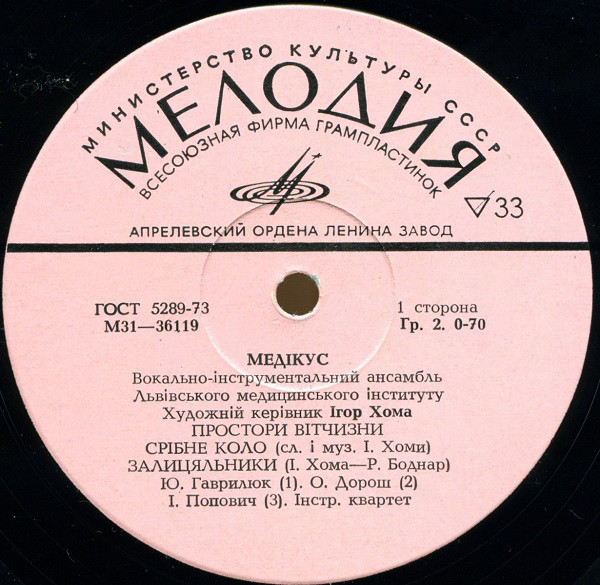 МИНИСТЕРСТВО КУЛЬТУРЫ СССР
МЕЛОДИЯ
ВСЕСОЮЗНАЯ ФИРМА ГРАМПЛАСТИНОК
33
АПРЕЛЕВСКИЙ ОРДЕНА ЛЕНИНА ЗАВОД
ГОСТ 5289-73
М31—36119
1 сторона
Гр. 2. 0-70
МЕДІКУС
Вокально-інструментальний ансамбль
Львівського медицинського інституту
Художній керівник Ігор Хома
ПРОСТОРИ ВІТЧИЗНИ
СРІБНЕ КОЛО (сл. і муз. І. Хоми)
ЗАЛИЦЯЛЬНИКИ (І. Хома—Р. Боднар)
Ю. Гаврилюк (1). О. Дорош (2)
І. Попович (3). Інстр. квартет